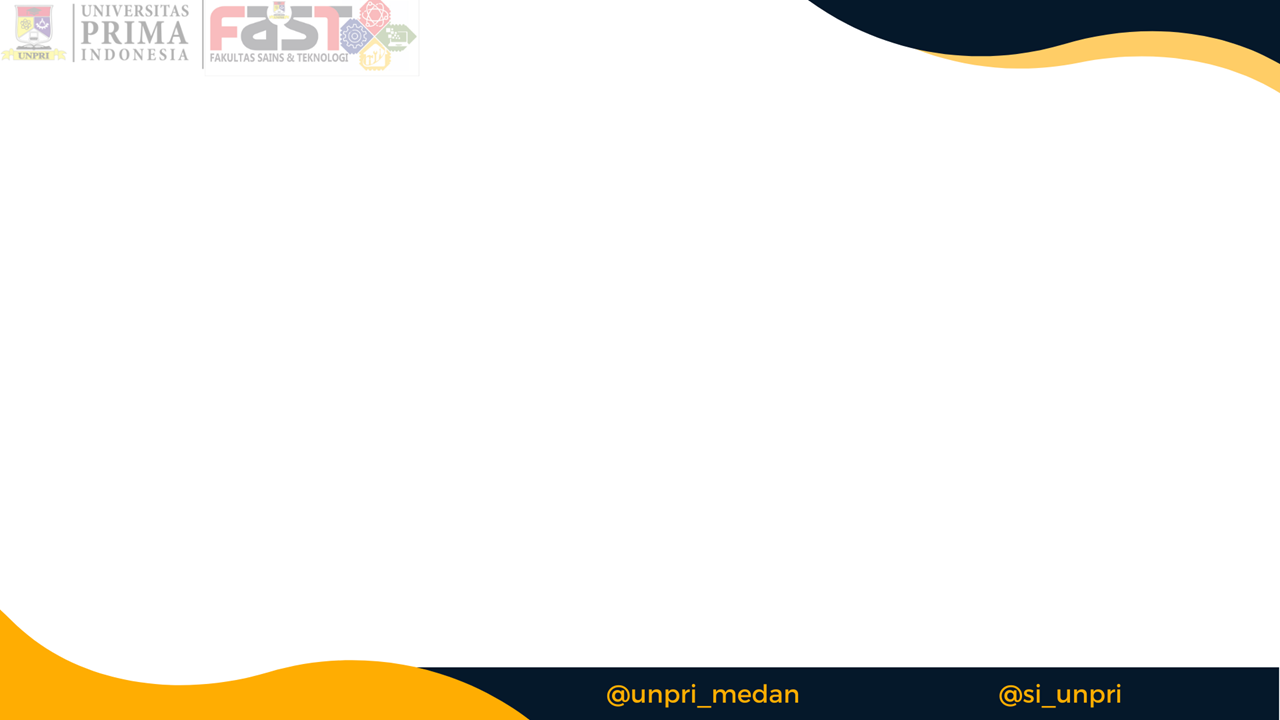 UNIVERSITAS
PRIMA
INDONESIA
UNPRI
FAST
FAKULTAS SAINS & TEKNOLOGI
@unpri_medan
@si_unpri